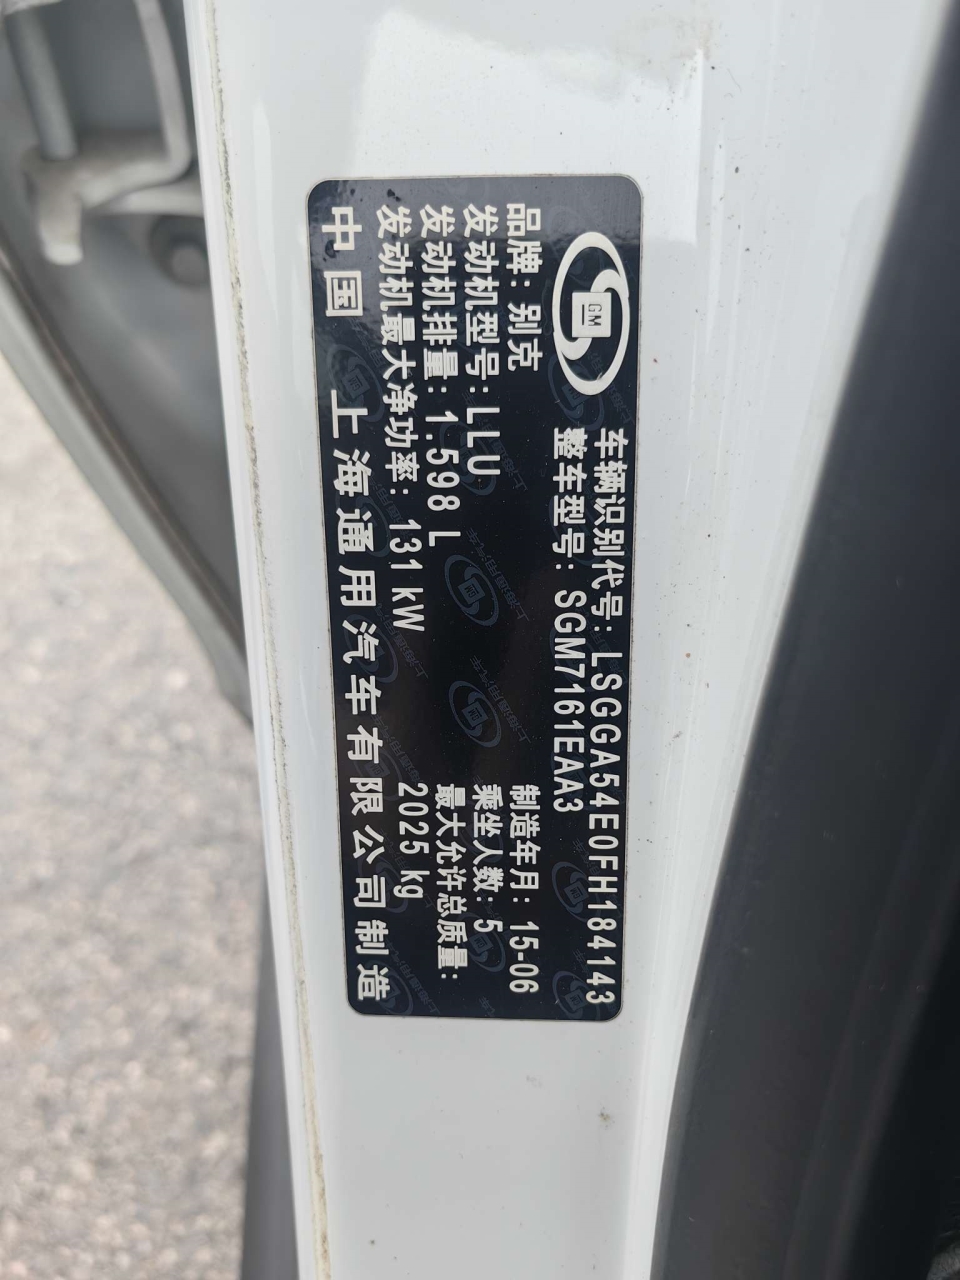 GM
车辆识别代号: LSGGA54E0FH184143
整车型号: SGM7161EAA3
品牌: 别克
制造年月: 15-06
发动机型号: LLU
乘坐人数: 5
发动机排量: 1.598 L
最大允许总质量:
2025 kg
发动机最大净功率: 131 kW
中国 上海通用汽车有限公司制造